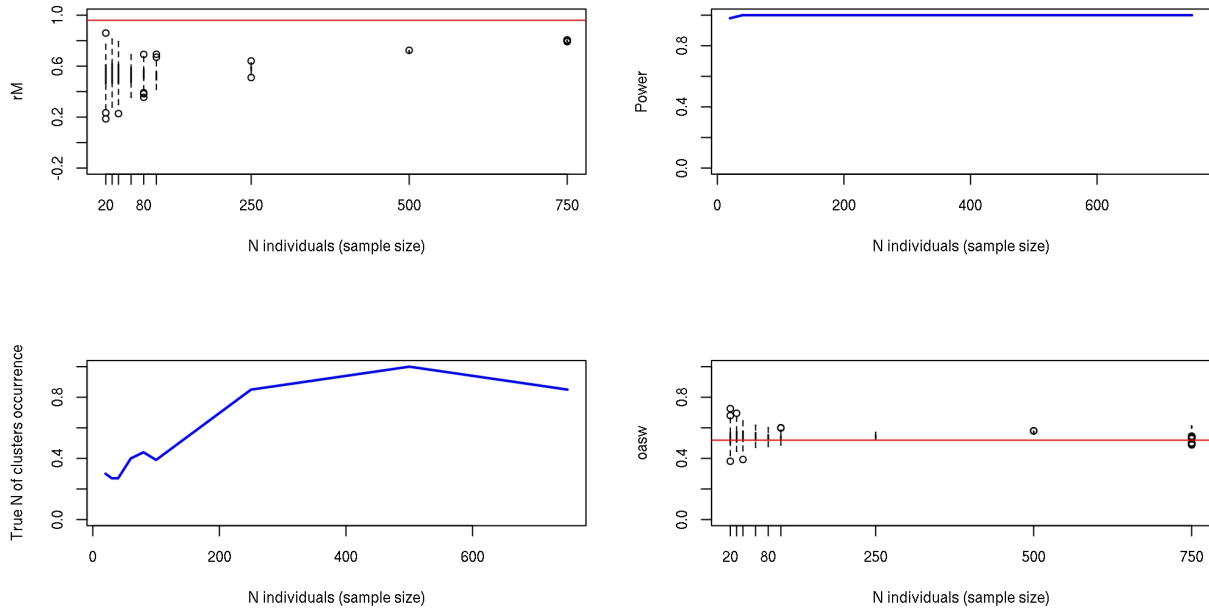 rM
1.0
0.6
0.2
-0.2
20 80 250 500 750
N individuals (sample size)
Power
0.8
0.4
0.0
0 200 400 600
N individuals (sample size)
True N of clusters occurrence
0.8
0.4
0.0
0 200 400 600
N individuals (sample size)
oasw
0.8
0.4
0.0
20 80 250 500 750
N individuals (sample size)